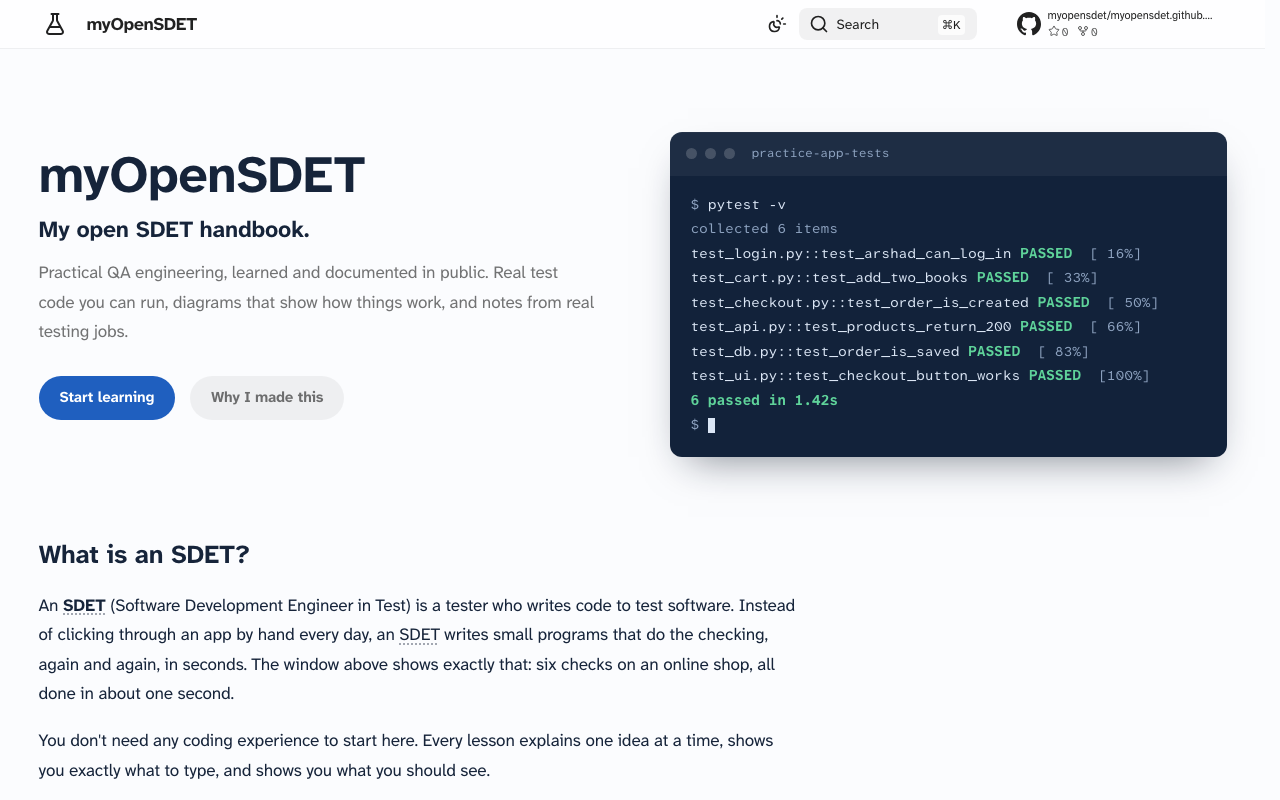 myOpenSDET
Search
⌘K
myopensdet/myopensdet.github....
0 0
myOpenSDET
My open SDET handbook.
Practical QA engineering, learned and documented in public. Real test
code you can run, diagrams that show how things work, and notes from real
testing jobs.
Start learning
Why I made this
practice-app-tests
$ pytest -v
collected 6 items
test_login.py::test_arshad_can_log_in PASSED [ 16%]
test_cart.py::test_add_two_books PASSED [ 33%]
test_checkout.py::test_order_is_created PASSED [ 50%]
test_api.py::test_products_return_200 PASSED [ 66%]
test_db.py::test_order_is_saved PASSED [ 83%]
test_ui.py::test_checkout_button_works PASSED [100%]
6 passed in 1.42s
$
What is an SDET?
An SDET (Software Development Engineer in Test) is a tester who writes code to test software. Instead
of clicking through an app by hand every day, an SDET writes small programs that do the checking,
again and again, in seconds. The window above shows exactly that: six checks on an online shop, all
done in about one second.
You don't need any coding experience to start here. Every lesson explains one idea at a time, shows
you exactly what to type, and shows you what you should see.